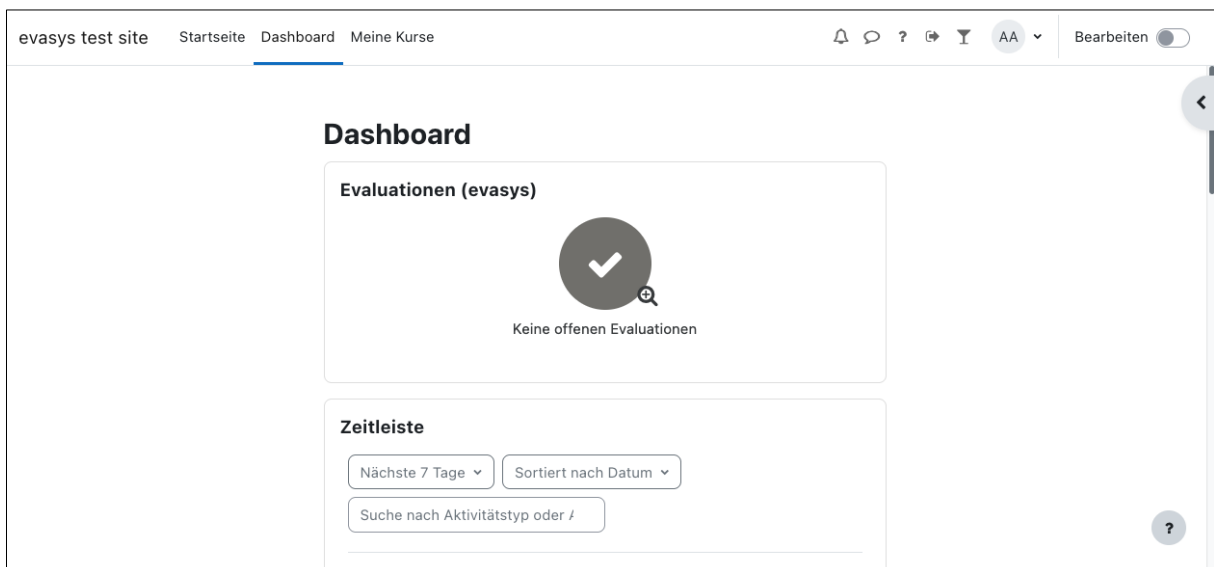 evasys test site Startseite Dashboard Meine Kurse ? AA Bearbeiten
Dashboard
Evaluationen (evasys)
Keine offenen Evaluationen
Zeitleiste
Nächste 7 Tage Sortiert nach Datum
Suche nach Aktivitätstyp oder
?